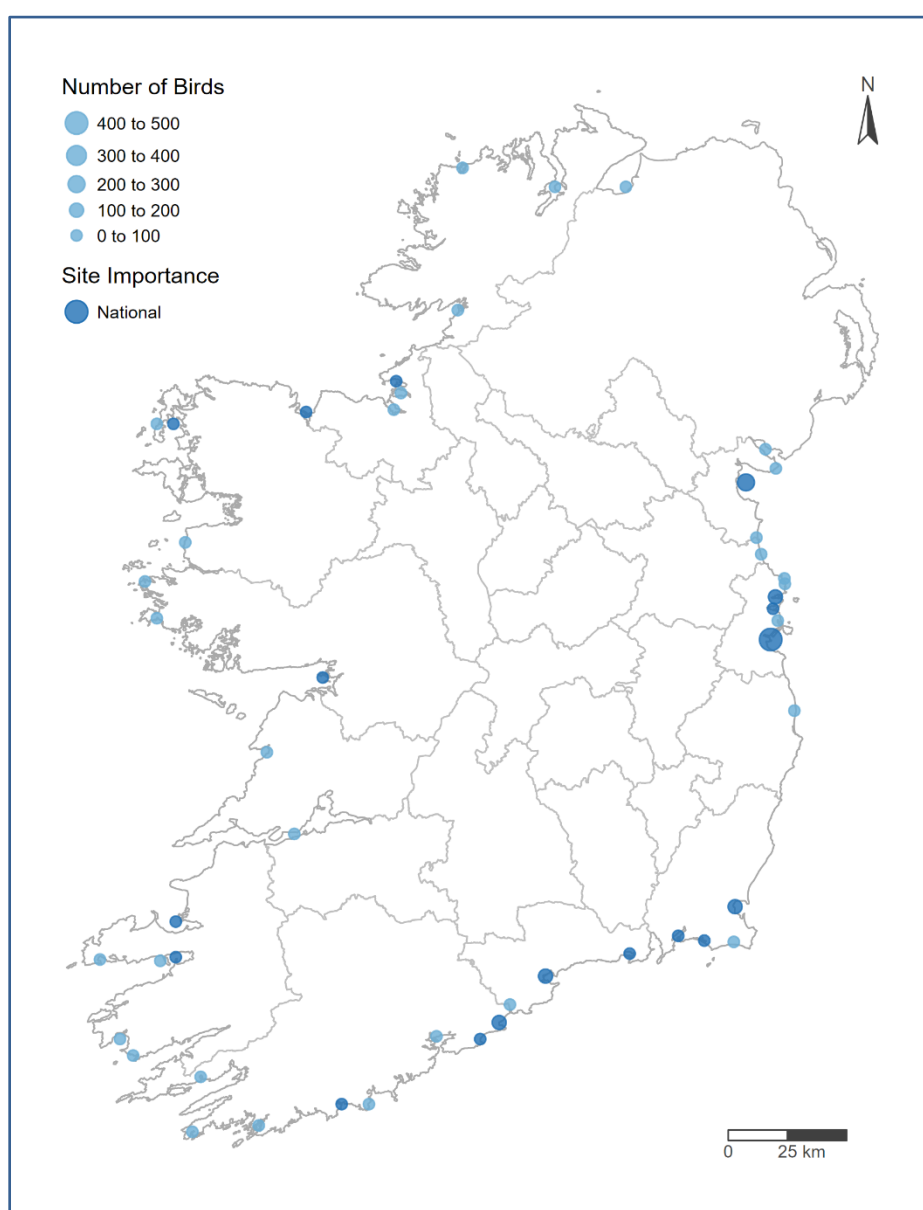 Number of Birds
400 to 500
300 to 400
200 to 300
100 to 200
0 to 100
Site Importance
National
N
0 25 km